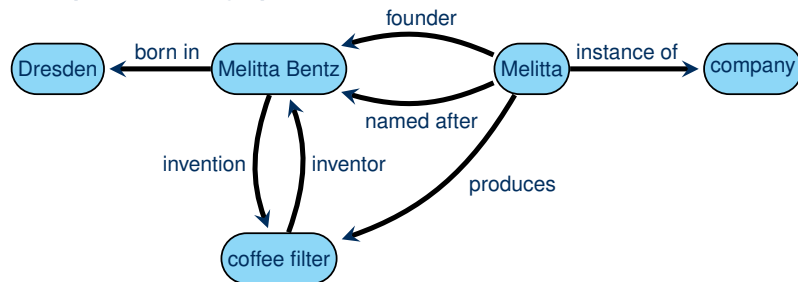 founder
born in
instance of
Dresden
Melitta Bentz
Melitta
company
named after
invention
inventor
produces
coffee filter